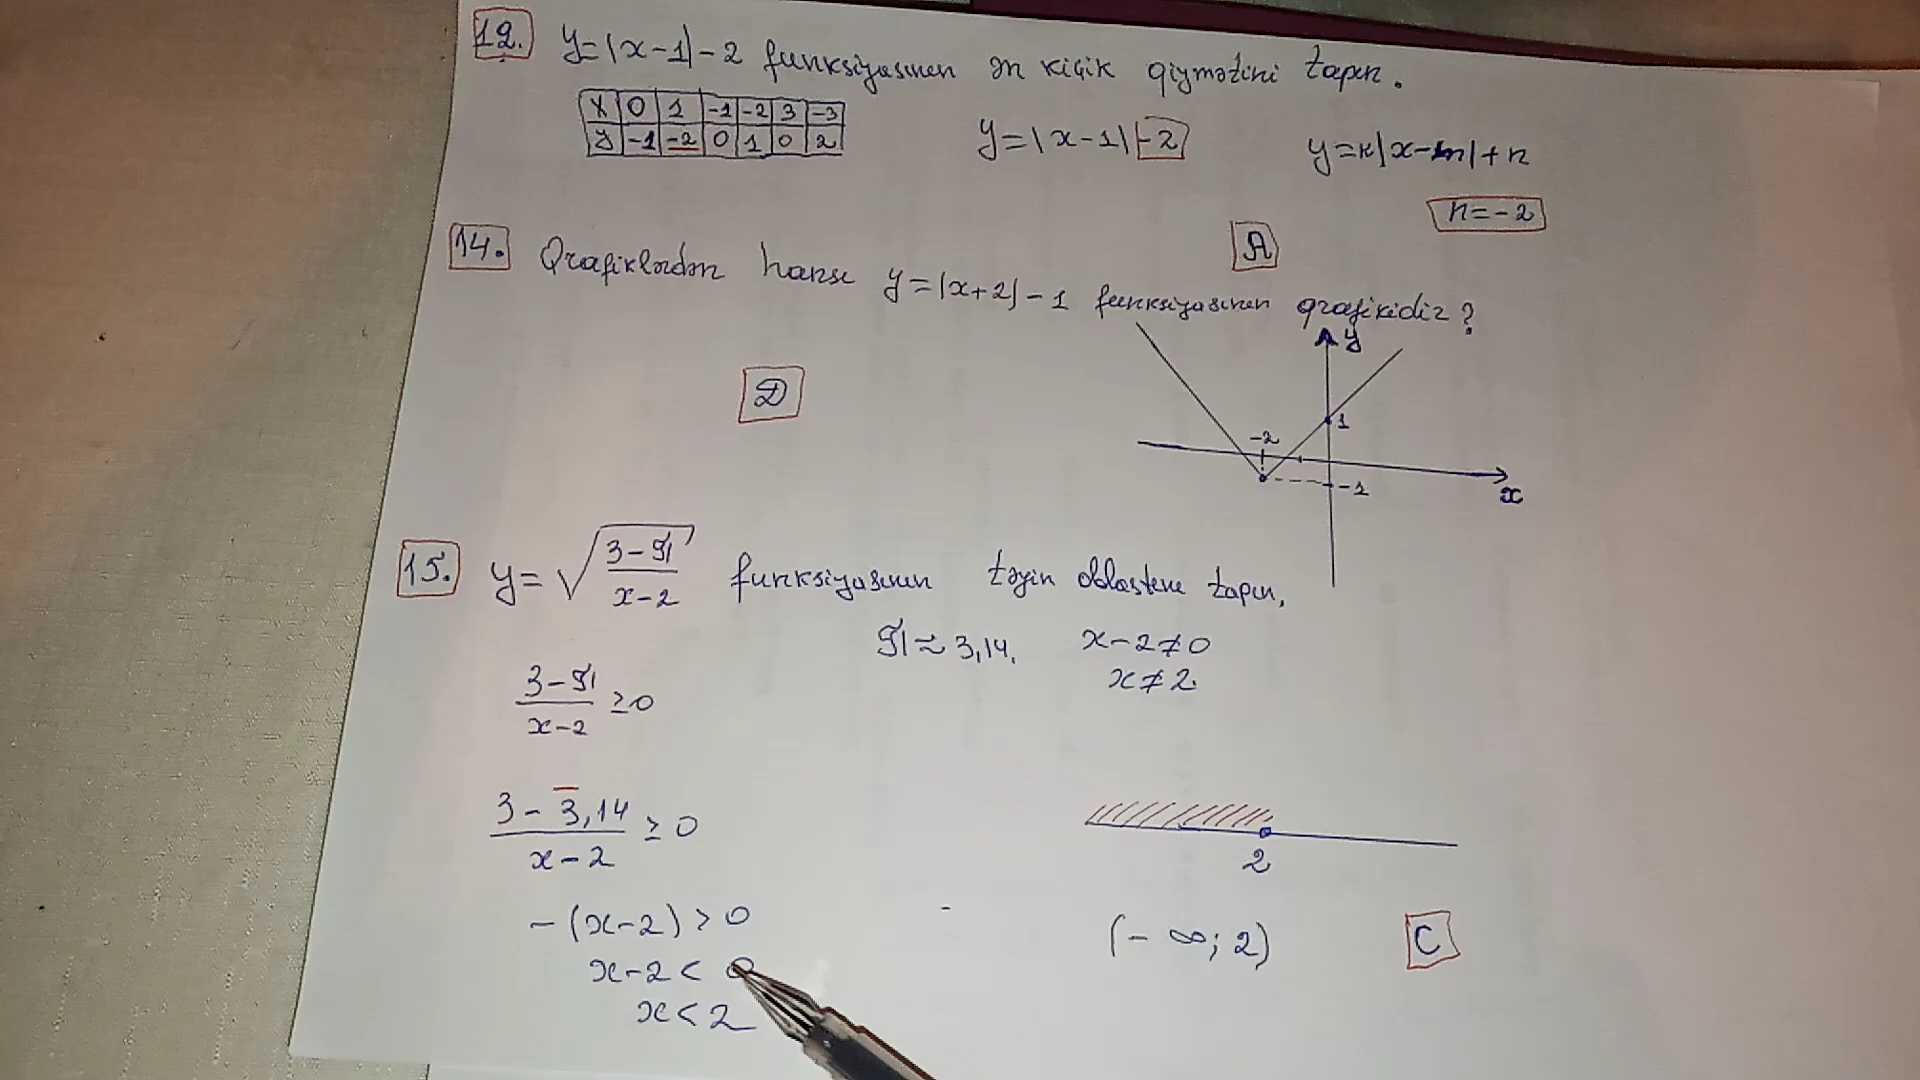 12. y=|x-1|-2 funksiyasının ən kiçik qiymətini tapın.
x 0 1 -1 -2 3 -3
y -1 -2 0 1 0 2
y=|x-1|-2
y=k|x-m|+n
n=-2
A
14. Qrafiklərdən hansı y=|x+2|-1 funksiyasının qrafikidir?
y
D
1
-2
-1
x
15. y=√((3-π)/(x-2)) funksiyasının təyin oblastını tapın.
π≈3,14. x-2≠0
x≠2.
(3-π)/(x-2) ≥0
(3-3,14)/(x-2) ≥0
2
-(x-2)>0
(-∞; 2) C
x-2<0
x<2